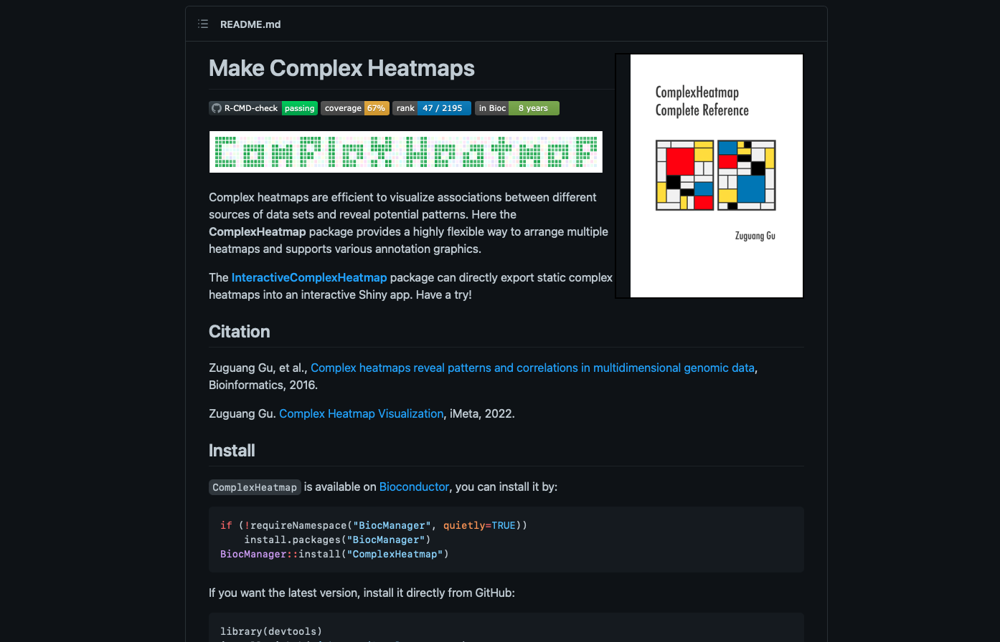 README.md
Make Complex Heatmaps
R-CMD-check passing coverage 67% rank 47 / 2195 in Bioc 8 years
ComPlex HeatmaP
Complex heatmaps are efficient to visualize associations between different
sources of data sets and reveal potential patterns. Here the
ComplexHeatmap package provides a highly flexible way to arrange multiple
heatmaps and supports various annotation graphics.
The InteractiveComplexHeatmap package can directly export static complex
heatmaps into an interactive Shiny app. Have a try!
ComplexHeatmap
Complete Reference
Zuguang Gu
Citation
Zuguang Gu, et al., Complex heatmaps reveal patterns and correlations in multidimensional genomic data,
Bioinformatics, 2016.
Zuguang Gu. Complex Heatmap Visualization, iMeta, 2022.
Install
ComplexHeatmap is available on Bioconductor, you can install it by:
if (!requireNamespace("BiocManager", quietly=TRUE))
    install.packages("BiocManager")
BiocManager::install("ComplexHeatmap")
If you want the latest version, install it directly from GitHub:
library(devtools)